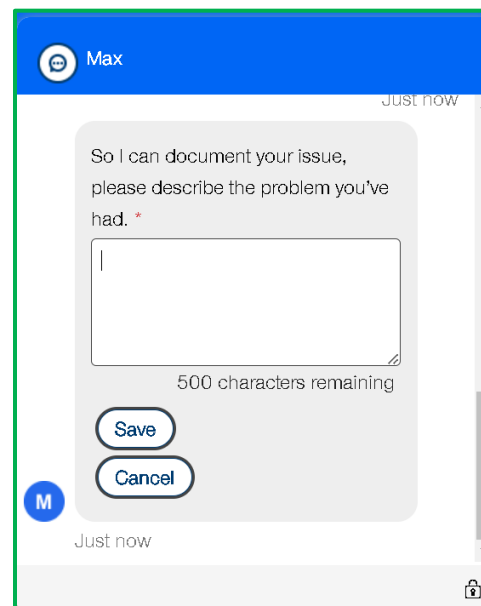 Max
Just now
So I can document your issue,
please describe the problem you've
had. *
500 characters remaining
Save
Cancel
M
Just now